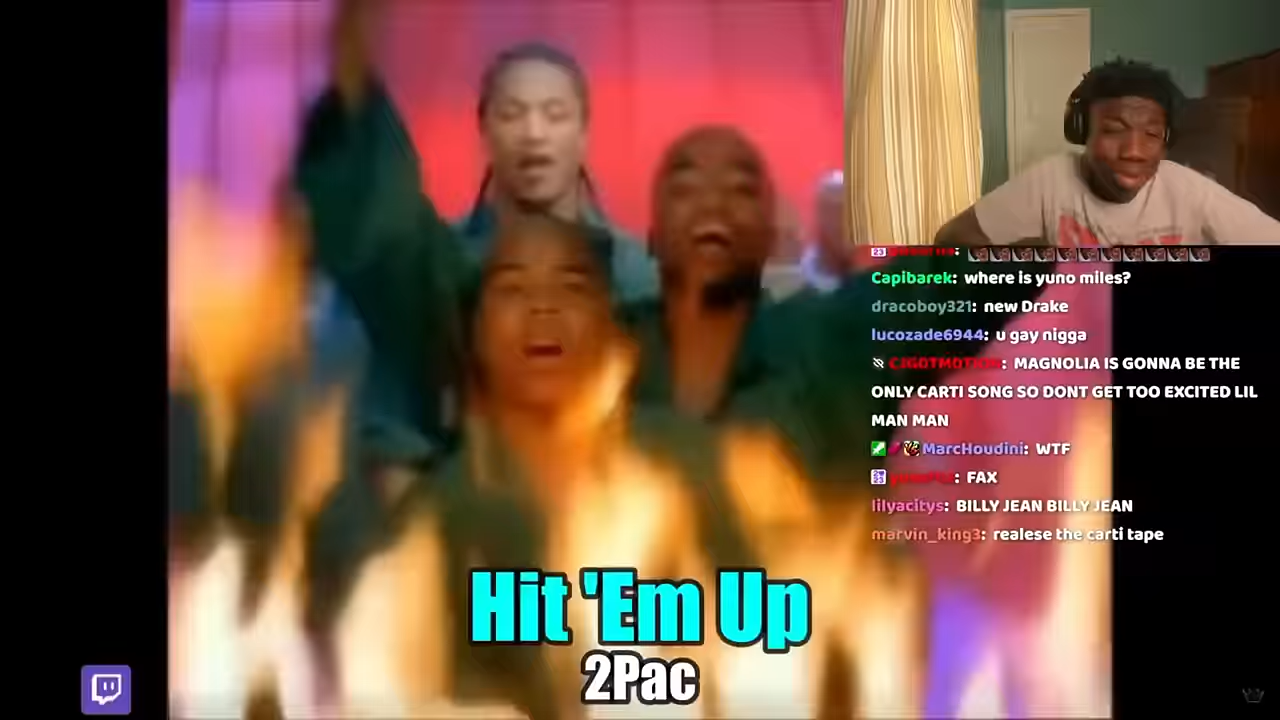 Capibarek: where is yuno miles?
dracoboy321: new Drake
lucozade6944: u gay nigga
CJGOTMOTION: MAGNOLIA IS GONNA BE THE
ONLY CARTI SONG SO DONT GET TOO EXCITED LIL
MAN MAN
MarcHoudini: WTF
: FAX
lilyacitys: BILLY JEAN BILLY JEAN
marvin_king3: realese the carti tape
Hit 'Em Up
2Pac